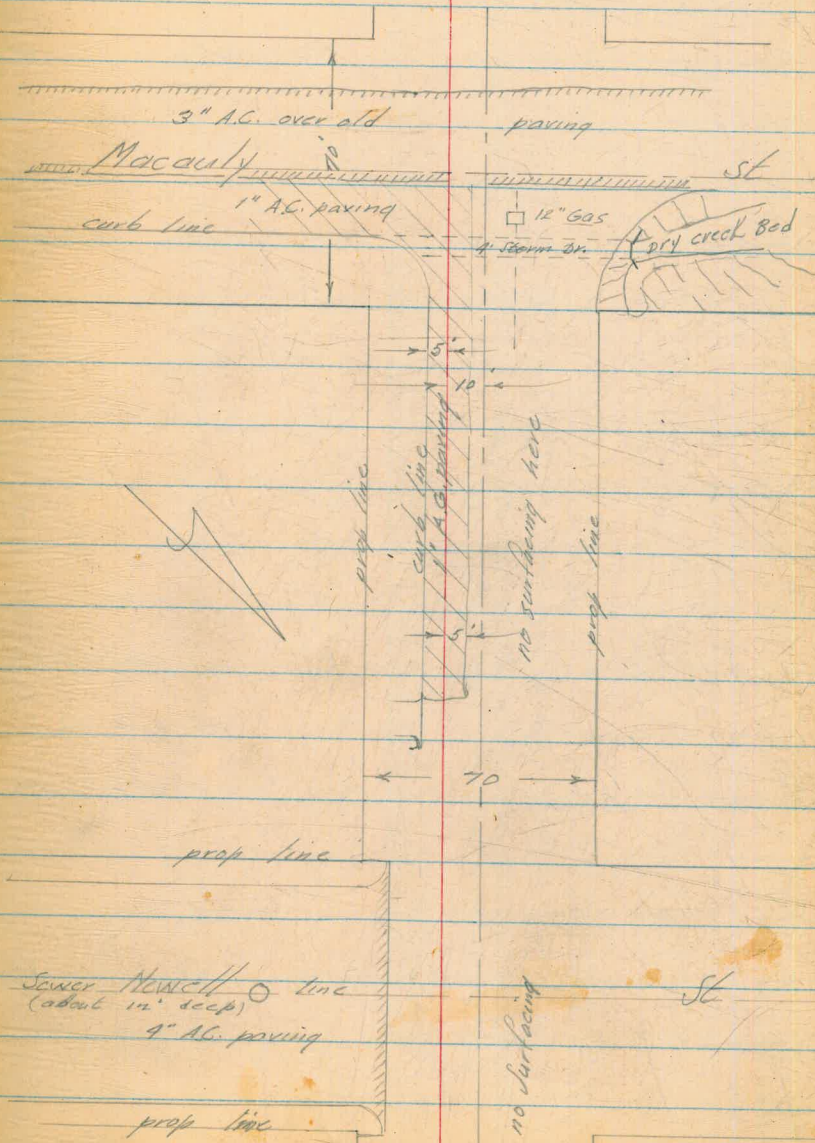 3" A.C. over old
paving
Macauly
St
70'
1" A.C. paving
12" Gas
curb line
4' Storm Dr.
Dry creek Bed
5'
10'
prop line
curb line
1" A.C. paving
no surfacing here
prop line
5'
70
prop line
Sewer Newell line
St
(about 12' deep)
4" A.C. paving
no surfacing
prop line